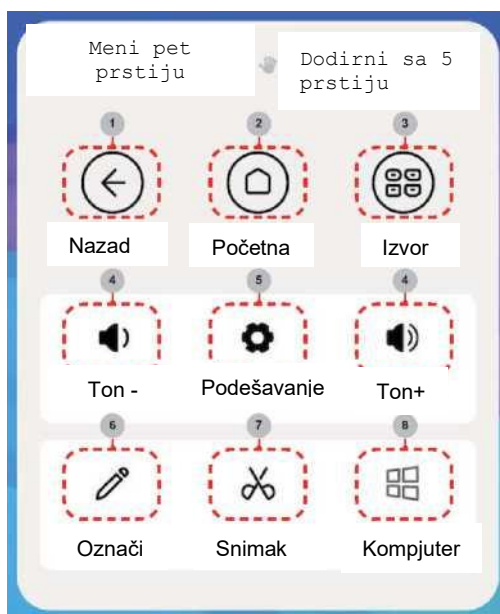 Meni pet
prstiju
Dodirni sa 5
prstiju
1 2 3
Nazad Početna Izvor
4 5 4
Ton - Podešavanje Ton+
6 7 8
Označi Snimak Kompjuter